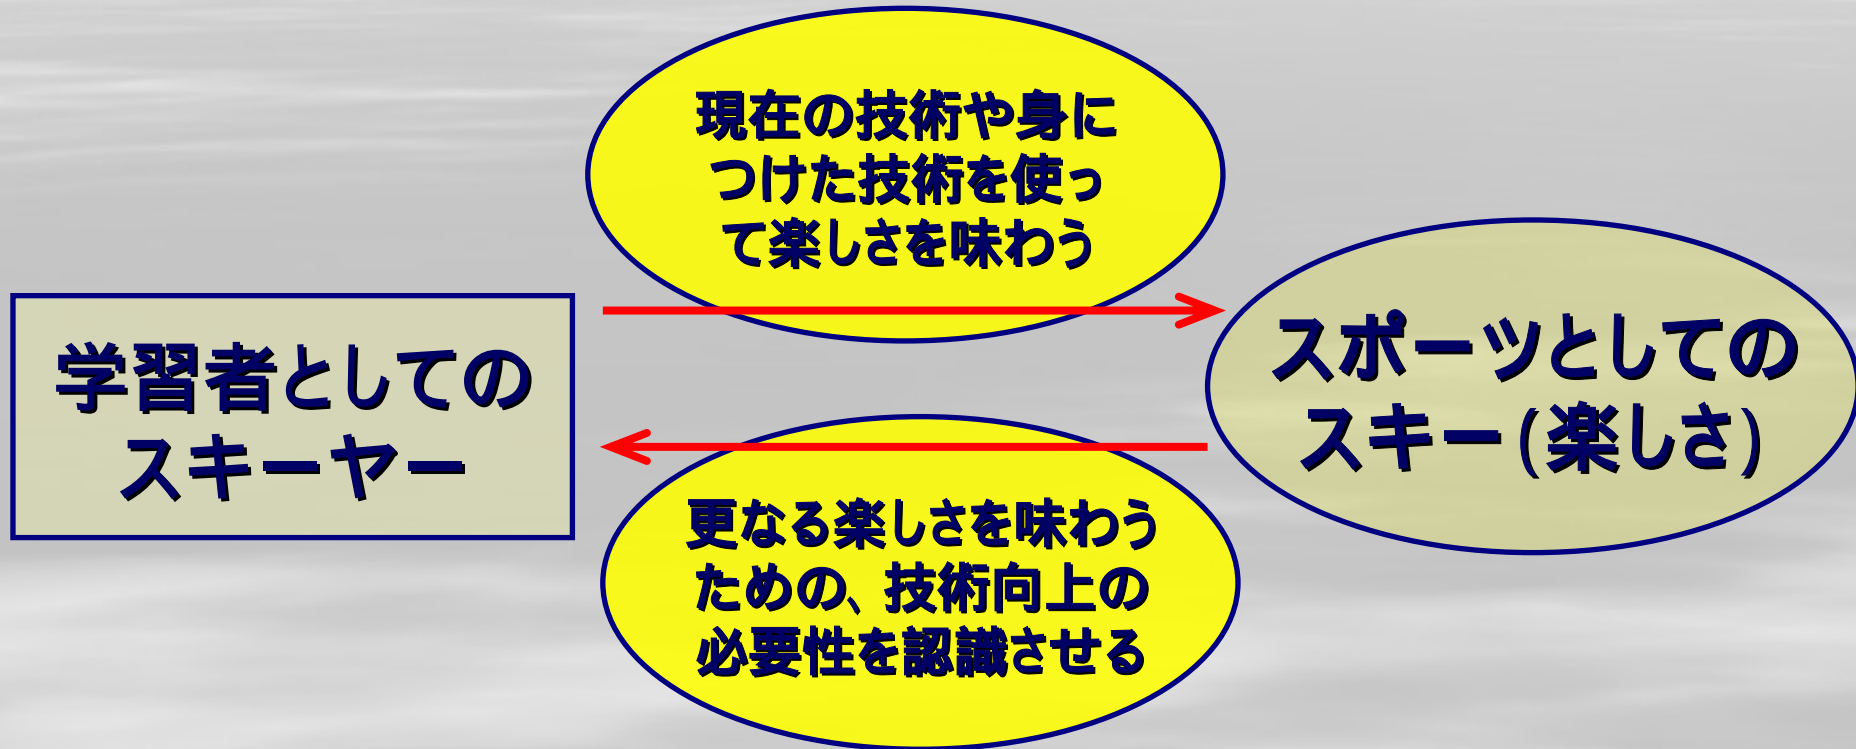 現在の技術や身に
つけた技術を使っ
て楽しさを味わう
学習者としての
スキーヤー
スポーツとしての
スキー(楽しさ)
更なる楽しさを味わう
ための、技術向上の
必要性を認識させる